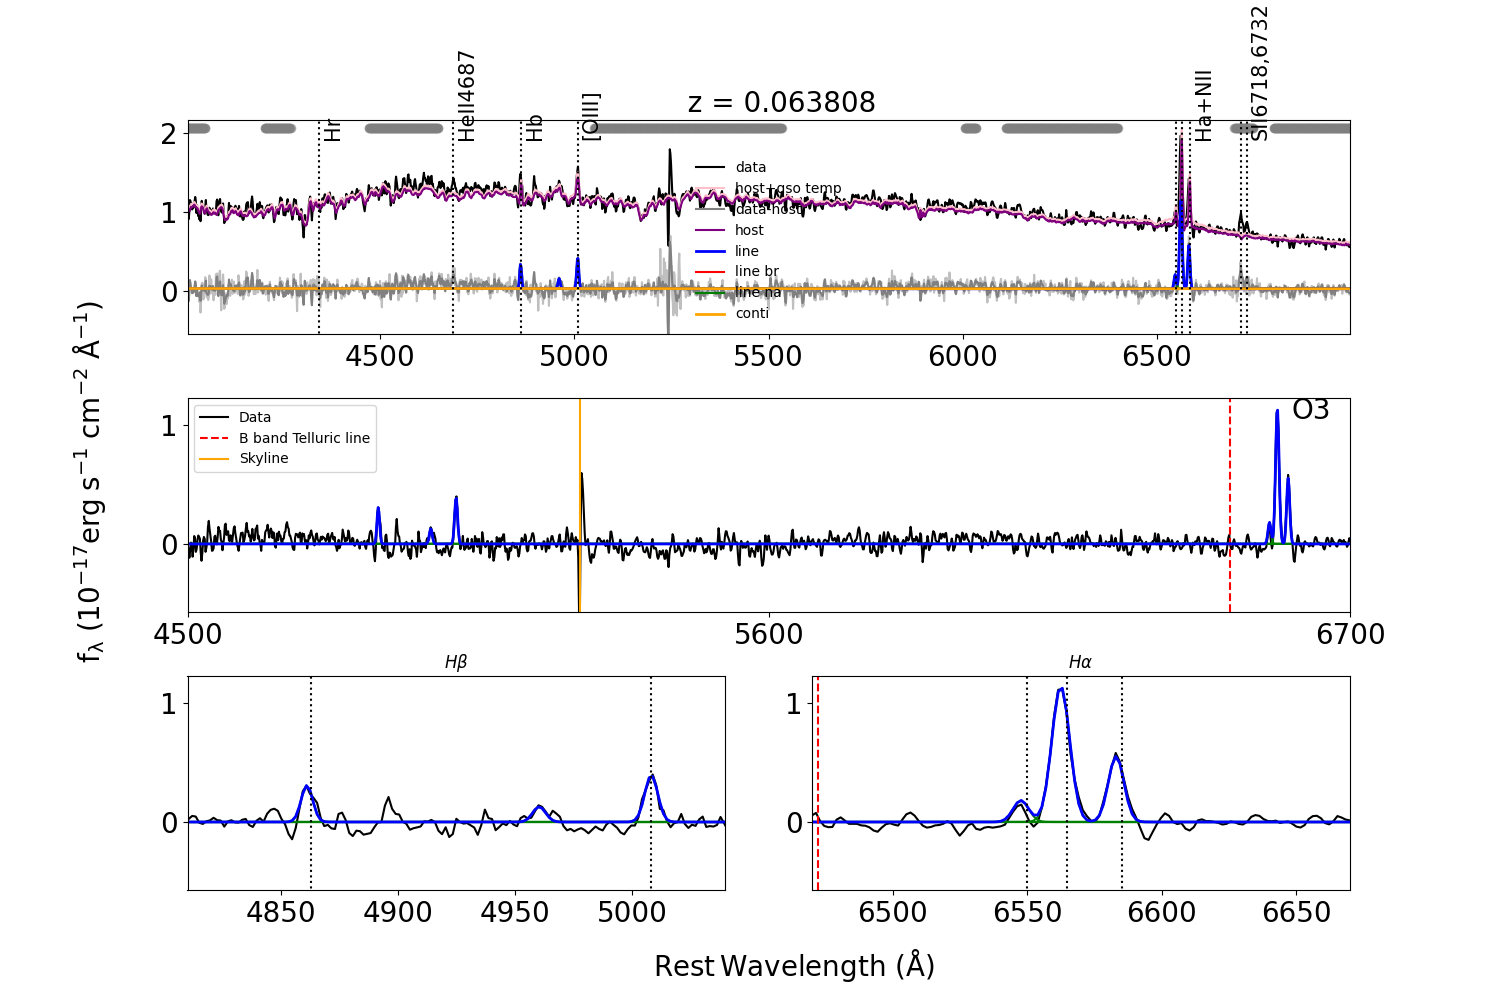 Hr
HeII4687
Hb
[OIII]
Ha+NII
SII6718,6732
z = 0.063808
2
1
0
data
host+qso temp
data-host
host
line
line br
line na
conti
4500
5000
5500
6000
6500
f_λ (10⁻¹⁷erg s⁻¹ cm⁻² Å⁻¹)
1
0
Data
B band Telluric line
Skyline
O3
4500
5600
6700
Hβ
1
0
4850
4900
4950
5000
Hα
1
0
6500
6550
6600
6650
Rest Wavelength (Å)